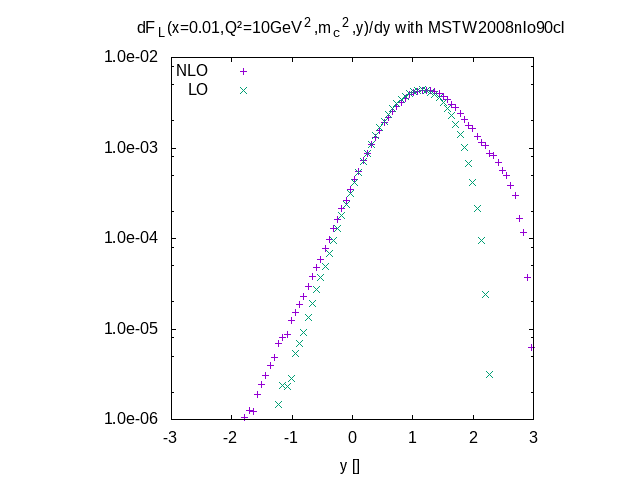 dF_L(x=0.01,Q²=10GeV²,m_c²,y)/dy with MSTW2008nlo90cl
1.0e-02
NLO
LO
1.0e-03
1.0e-04
1.0e-05
1.0e-06
-3 -2 -1 0 1 2 3
y []